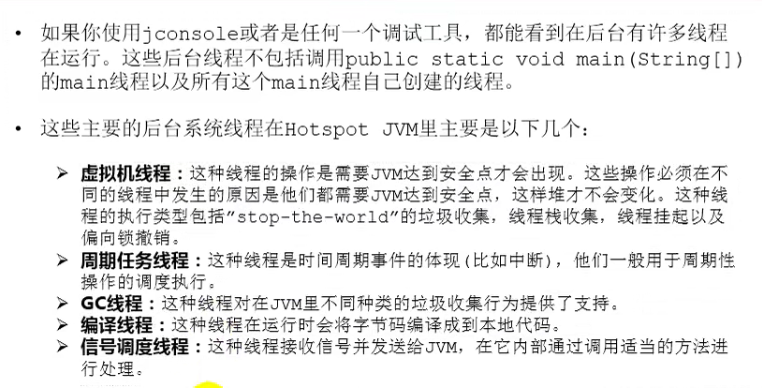 • 如果你使用jconsole或者是任何一个调试工具，都能看到在后台有许多线程
在运行。这些后台线程不包括调用public static void main(String[])
的main线程以及所有这个main线程自己创建的线程。
• 这些主要的后台系统线程在Hotspot JVM里主要是以下几个：
➢ 虚拟机线程：这种线程的操作是需要JVM达到安全点才会出现。这些操作必须在不
同的线程中发生的原因是他们都需要JVM达到安全点，这样堆才不会变化。这种线
程的执行类型包括”stop-the-world”的垃圾收集，线程栈收集，线程挂起以及
偏向锁撤销。
➢ 周期任务线程：这种线程是时间周期事件的体现(比如中断)，他们一般用于周期性
操作的调度执行。
➢ GC线程：这种线程对在JVM里不同种类的垃圾收集行为提供了支持。
➢ 编译线程：这种线程在运行时会将字节码编译成到本地代码。
➢ 信号调度线程：这种线程接收信号并发送给JVM，在它内部通过调用适当的方法进
行处理。